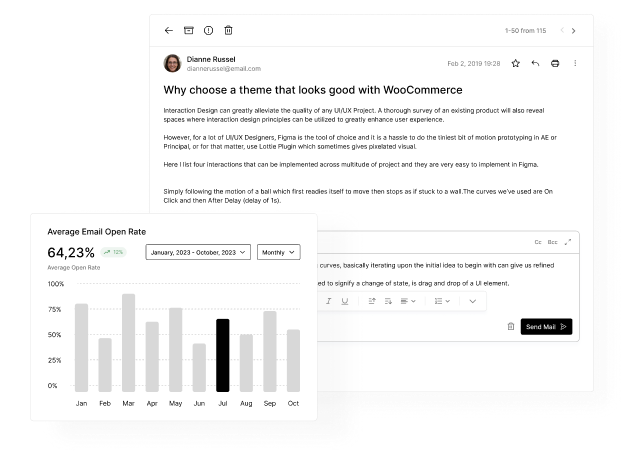 1-50 from 115
Dianne Russel
diannerussel@email.com
Feb 2, 2019 19:28
Why choose a theme that looks good with WooCommerce
Interaction Design can greatly alleviate the quality of any UI/UX Project. A thorough survey of an existing product will also reveal
spaces where interaction design principles can be utilized to greatly enhance user experience.
However, for a lot of UI/UX Designers, Figma is the tool of choice and it is a hassle to do the tiniest bit of motion prototyping in AE or
Principal, or for that matter, use Lottie Plugin which sometimes gives pixelated visual.
Here I list four interactions that can be implemented across multitude of project and they are very easy to implement in Figma.
Simply following the motion of a ball which first readies itself to move then stops as if stuck to a wall.The curves we've used are On
Click and then After Delay (delay of 1s).
Cc Bcc
curves, basically iterating upon the initial idea to begin with can give us refined
ed to signify a change of state, is drag and drop of a UI element.
I U
Send Mail
Average Email Open Rate
64,23%
January, 2023 - October, 2023
Monthly
Average Open Rate
100%
75%
50%
25%
0%
Jan Feb Mar Apr May Jun Jul Aug Sep Oct